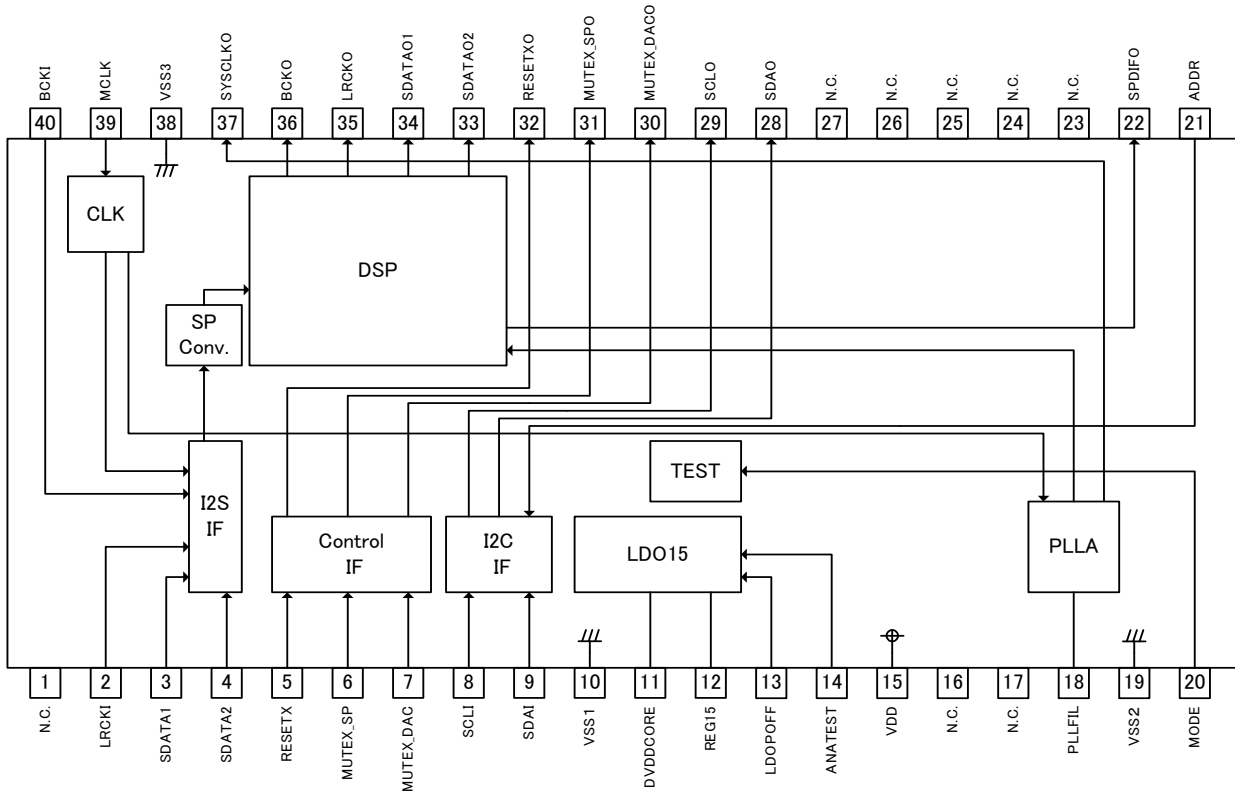 BCKI
MCLK
VSS3
SYSCLKO
BCKO
LRCKO
SDATAO1
SDATAO2
RESETXO
MUTEX_SPO
MUTEX_DACO
SCLO
SDAO
N.C.
N.C.
N.C.
N.C.
N.C.
SPDIFO
ADDR
40
39
38
37
36
35
34
33
32
31
30
29
28
27
26
25
24
23
22
21
CLK
DSP
SP
Conv.
I2S
IF
Control
IF
I2C
IF
TEST
LDO15
PLLA
1
2
3
4
5
6
7
8
9
10
11
12
13
14
15
16
17
18
19
20
N.C.
LRCKI
SDATA1
SDATA2
RESETX
MUTEX_SP
MUTEX_DAC
SCLI
SDAI
VSS1
DVDDCORE
REG15
LDOPOFF
ANATEST
VDD
N.C.
N.C.
PLLFIL
VSS2
MODE